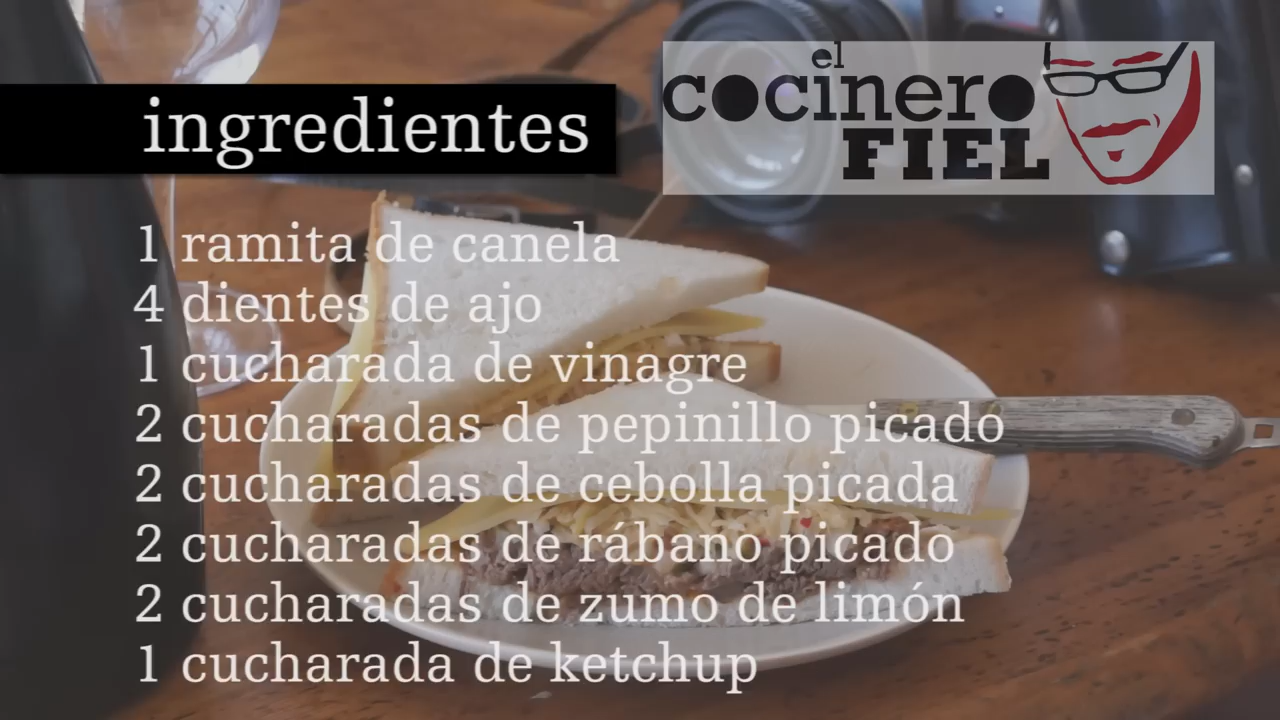 el
cocinero
FIEL
ingredientes
1 ramita de canela
4 dientes de ajo
1 cucharada de vinagre
2 cucharadas de pepinillo picado
2 cucharadas de cebolla picada
2 cucharadas de rábano picado
2 cucharadas de zumo de limón
1 cucharada de ketchup